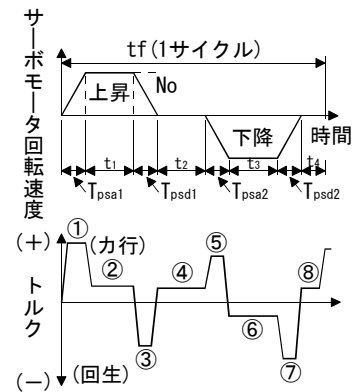 サーボモータ回転速度
tf(1サイクル)
上昇
No
下降
時間
t1
t2
t3
t4
Tpsa1
Tpsd1
Tpsa2
Tpsd2
(+)
トルク
(−)
①
(力行)
②
③
④
⑤
⑥
⑦
⑧
(回生)